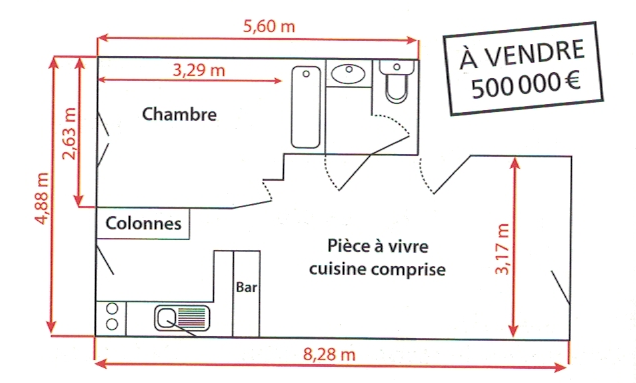 5,60 m
À VENDRE
500 000 €
3,29 m
Chambre
2,63 m
4,88 m
Colonnes
Pièce à vivre
cuisine comprise
3,17 m
Bar
8,28 m